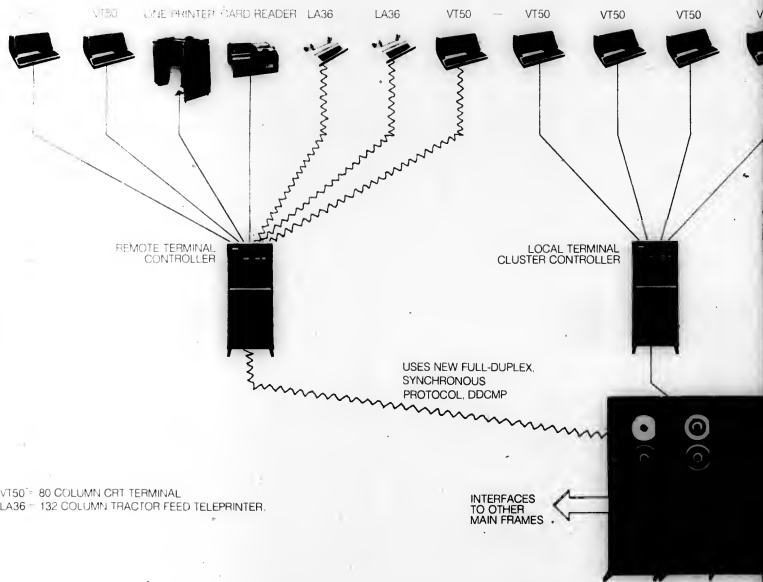 VT50 LINE PRINTER CARD READER LA36 LA36 VT50 VT50 VT50 VT50
REMOTE TERMINAL
CONTROLLER
LOCAL TERMINAL
CLUSTER CONTROLLER
USES NEW FULL-DUPLEX,
SYNCHRONOUS
PROTOCOL, DDCMP
VT50 = 80 COLUMN CRT TERMINAL
LA36 = 132 COLUMN TRACTOR FEED TELEPRINTER.
INTERFACES
TO OTHER
MAIN FRAMES